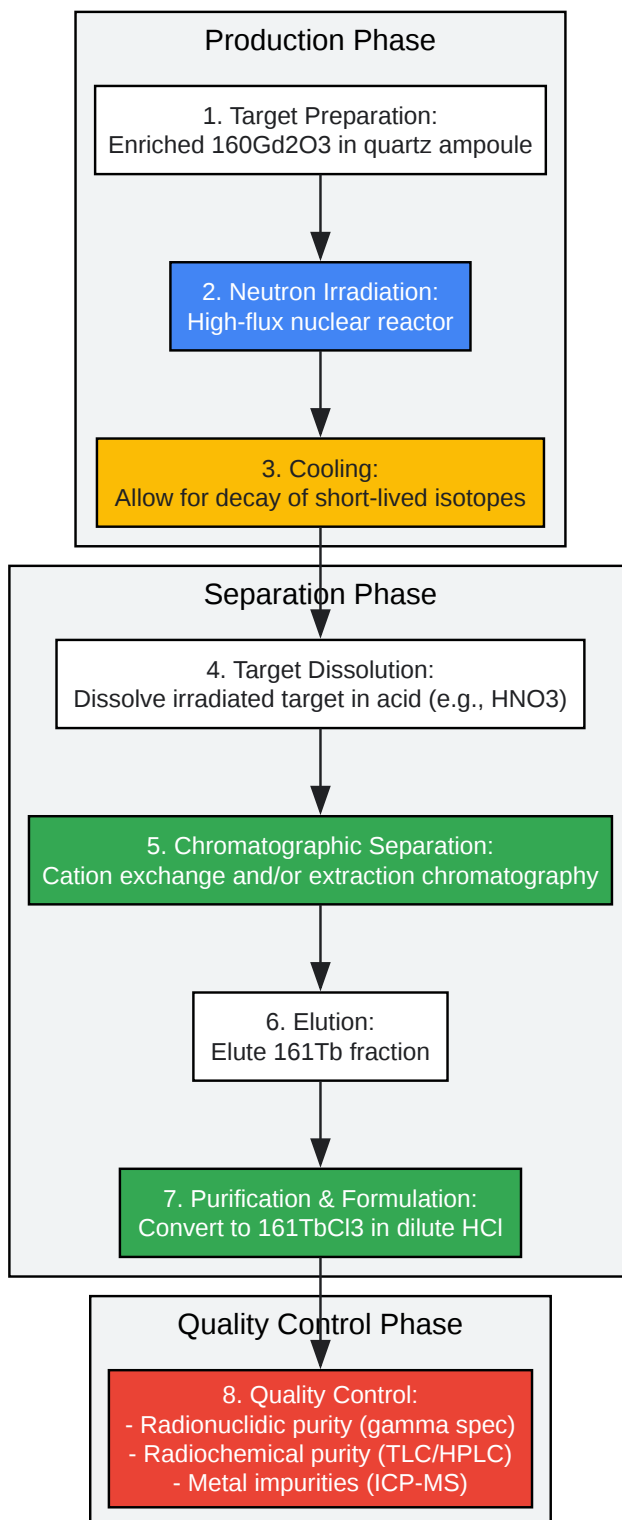 Production Phase
1. Target Preparation:
Enriched 160Gd2O3 in quartz ampoule
2. Neutron Irradiation:
High-flux nuclear reactor
3. Cooling:
Allow for decay of short-lived isotopes
Separation Phase
4. Target Dissolution:
Dissolve irradiated target in acid (e.g., HNO3)
5. Chromatographic Separation:
Cation exchange and/or extraction chromatography
6. Elution:
Elute 161Tb fraction
7. Purification & Formulation:
Convert to 161TbCl3 in dilute HCl
Quality Control Phase
8. Quality Control:
- Radionuclidic purity (gamma spec)
- Radiochemical purity (TLC/HPLC)
- Metal impurities (ICP-MS)